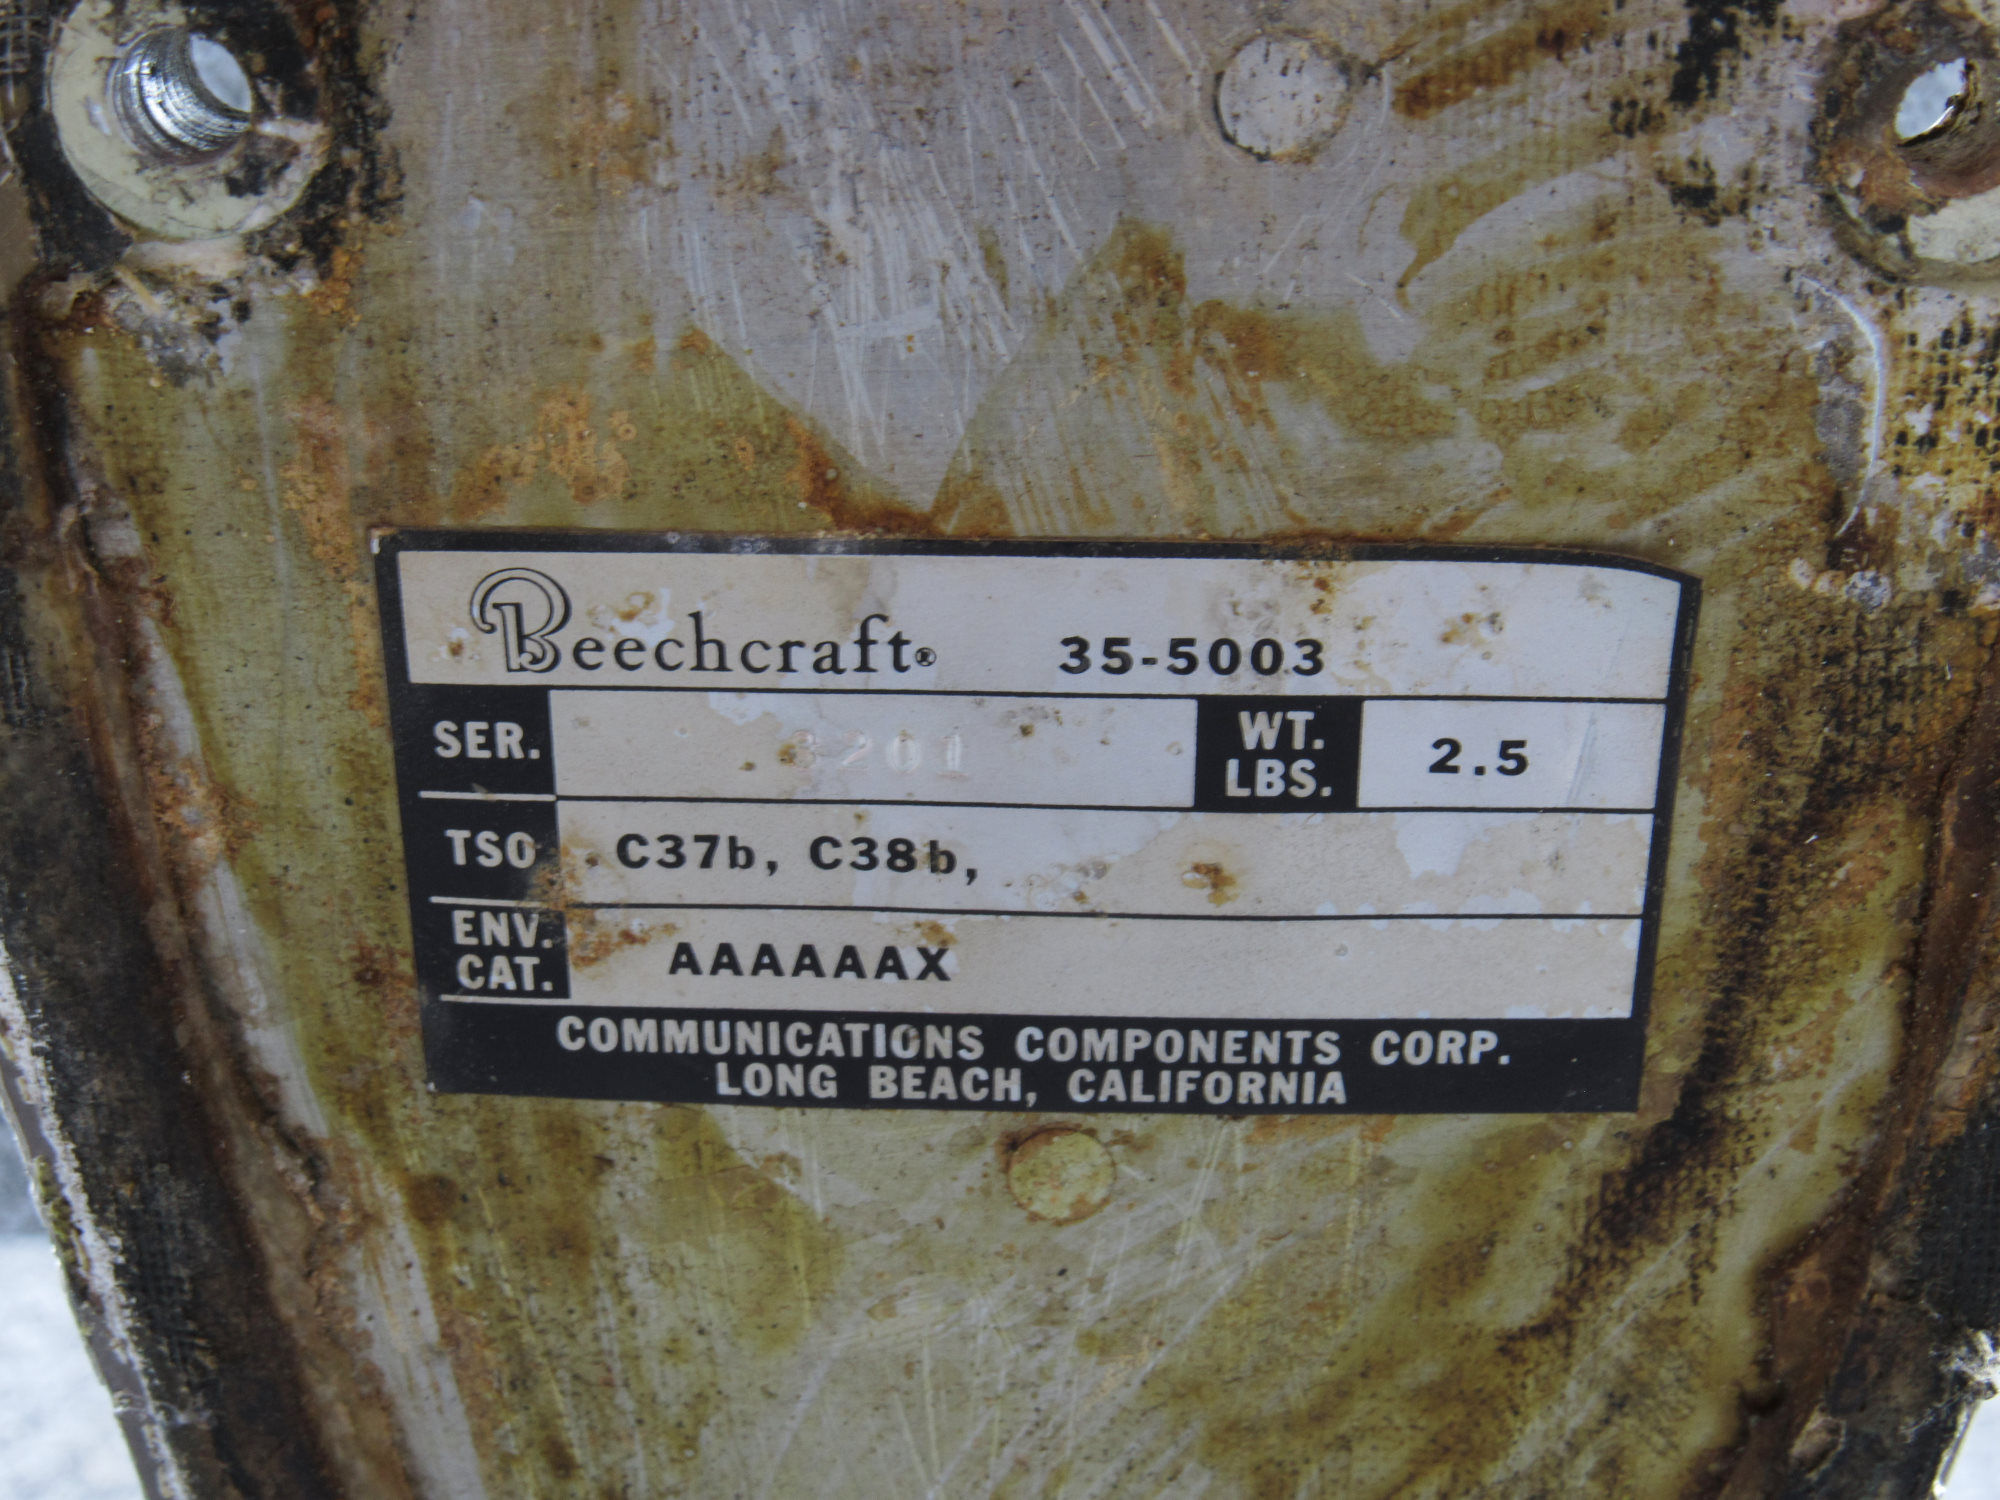 Beechcraft® 35-5003
SER. 3201 WT. LBS. 2.5
TSO C37b, C38b,
ENV. CAT. AAAAAAX
COMMUNICATIONS COMPONENTS CORP.
LONG BEACH, CALIFORNIA